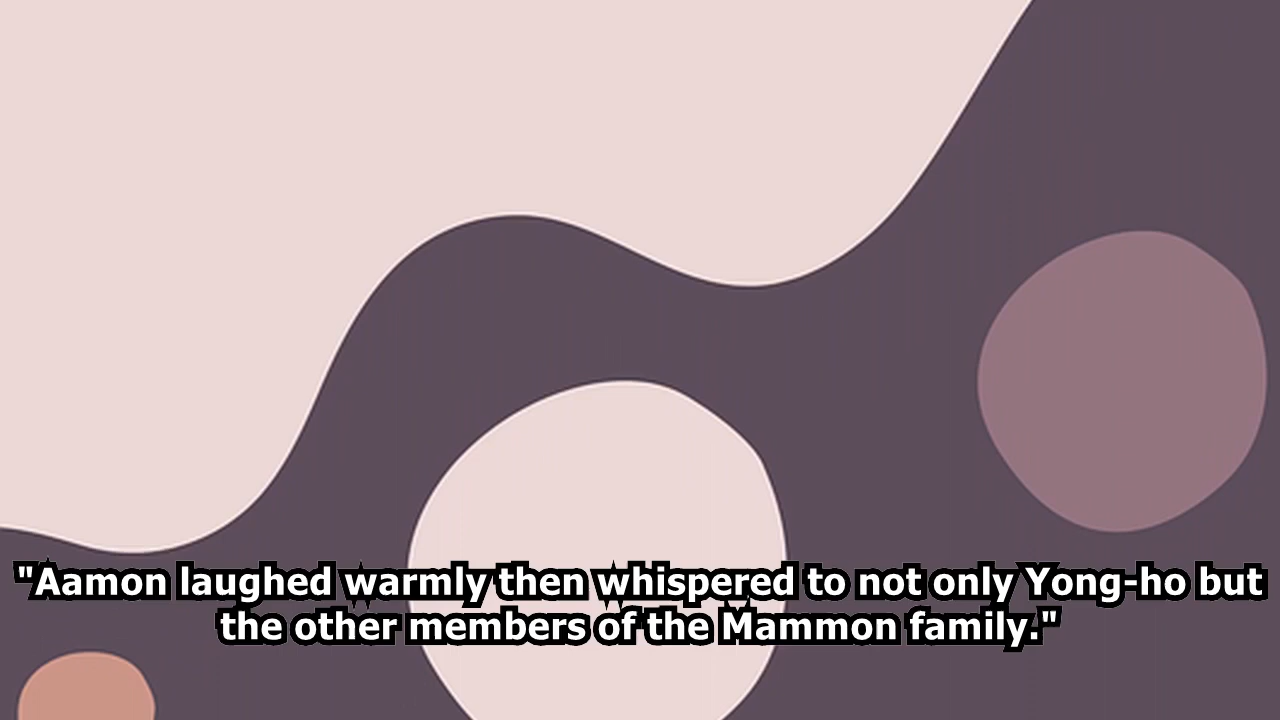 "Aamon laughed warmly then whispered to not only Yong-ho but
the other members of the Mammon family."